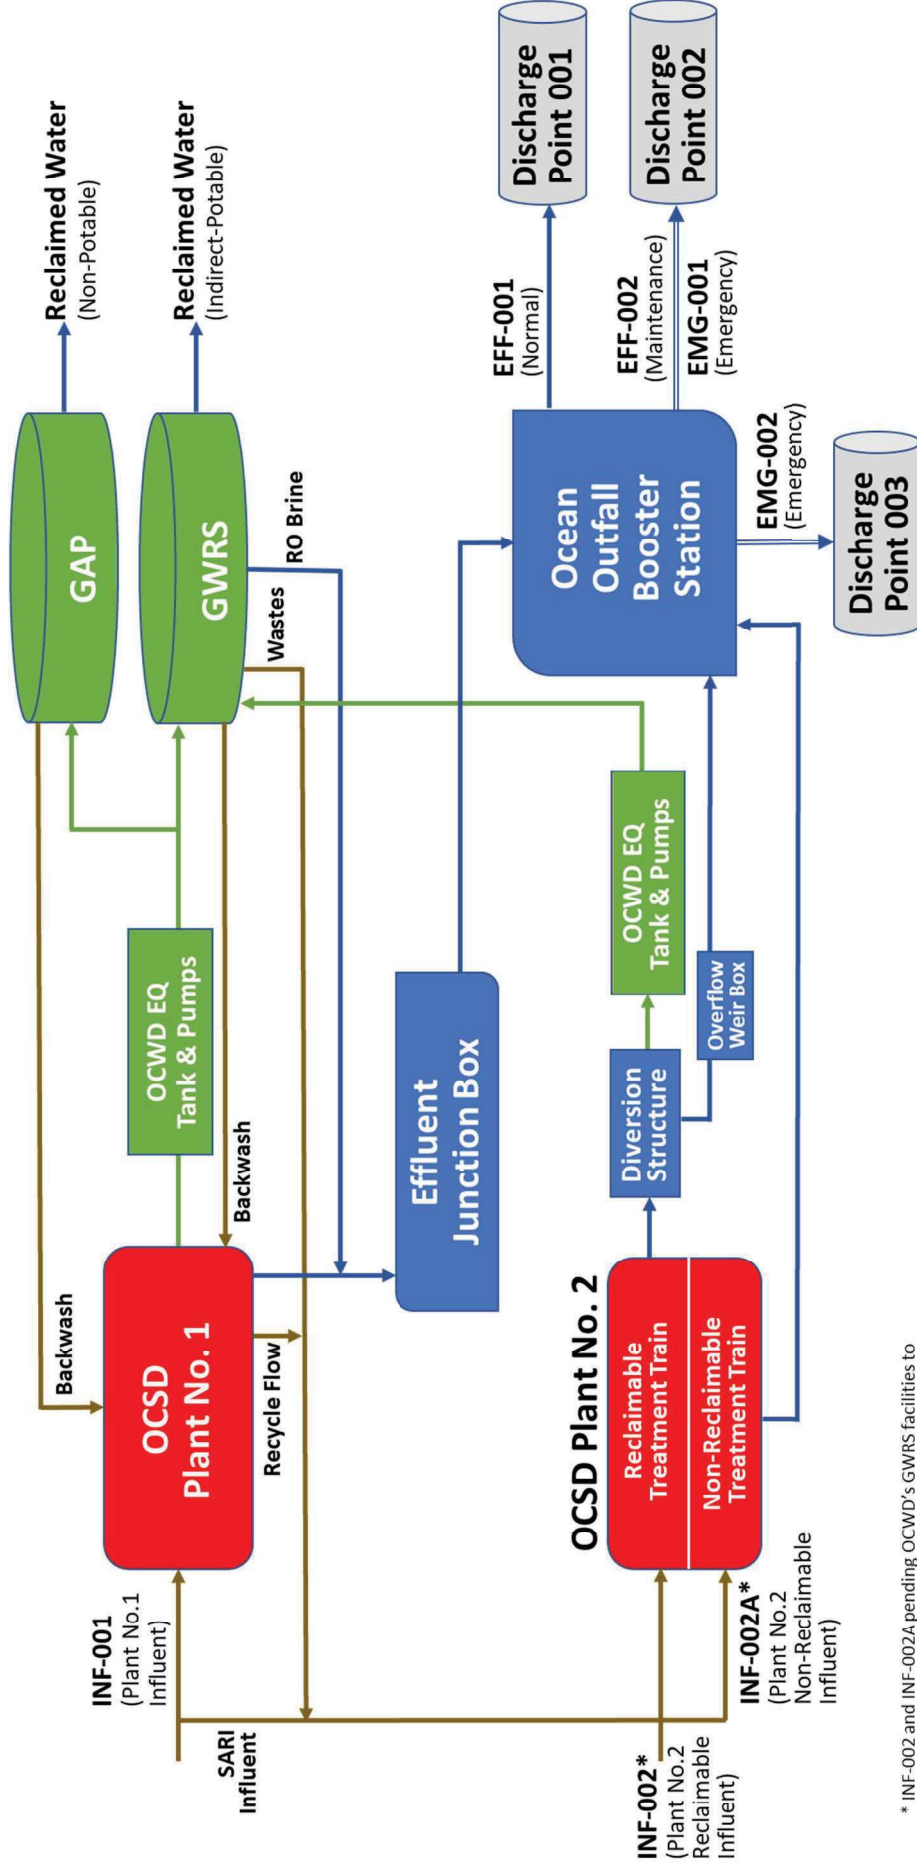 Reclaimed Water
(Non-Potable)
Reclaimed Water
(Indirect-Potable)
GAP
GWRS
RO Brine
Wastes
Backwash
Backwash
OCWD EQ
Tank & Pumps
INF-001
(Plant No.1
Influent)
OCSD
Plant No. 1
Recycle Flow
SARI
Influent
Effluent
Junction Box
Ocean
Outfall
Booster
Station
EFF-001
(Normal)
Discharge
Point 001
EFF-002
(Maintenance)
EMG-001
(Emergency)
Discharge
Point 002
EMG-002
(Emergency)
Discharge
Point 003
OCSD Plant No. 2
Reclaimable
Treatment Train
Non-Reclaimable
Treatment Train
Diversion
Structure
OCWD EQ
Tank & Pumps
Overflow
Weir Box
INF-002*
(Plant No.2
Reclaimable
Influent)
INF-002A*
(Plant No.2
Non-Reclaimable
Influent)
* INF-002 and INF-002A pending OCWD's GWRS facilities to